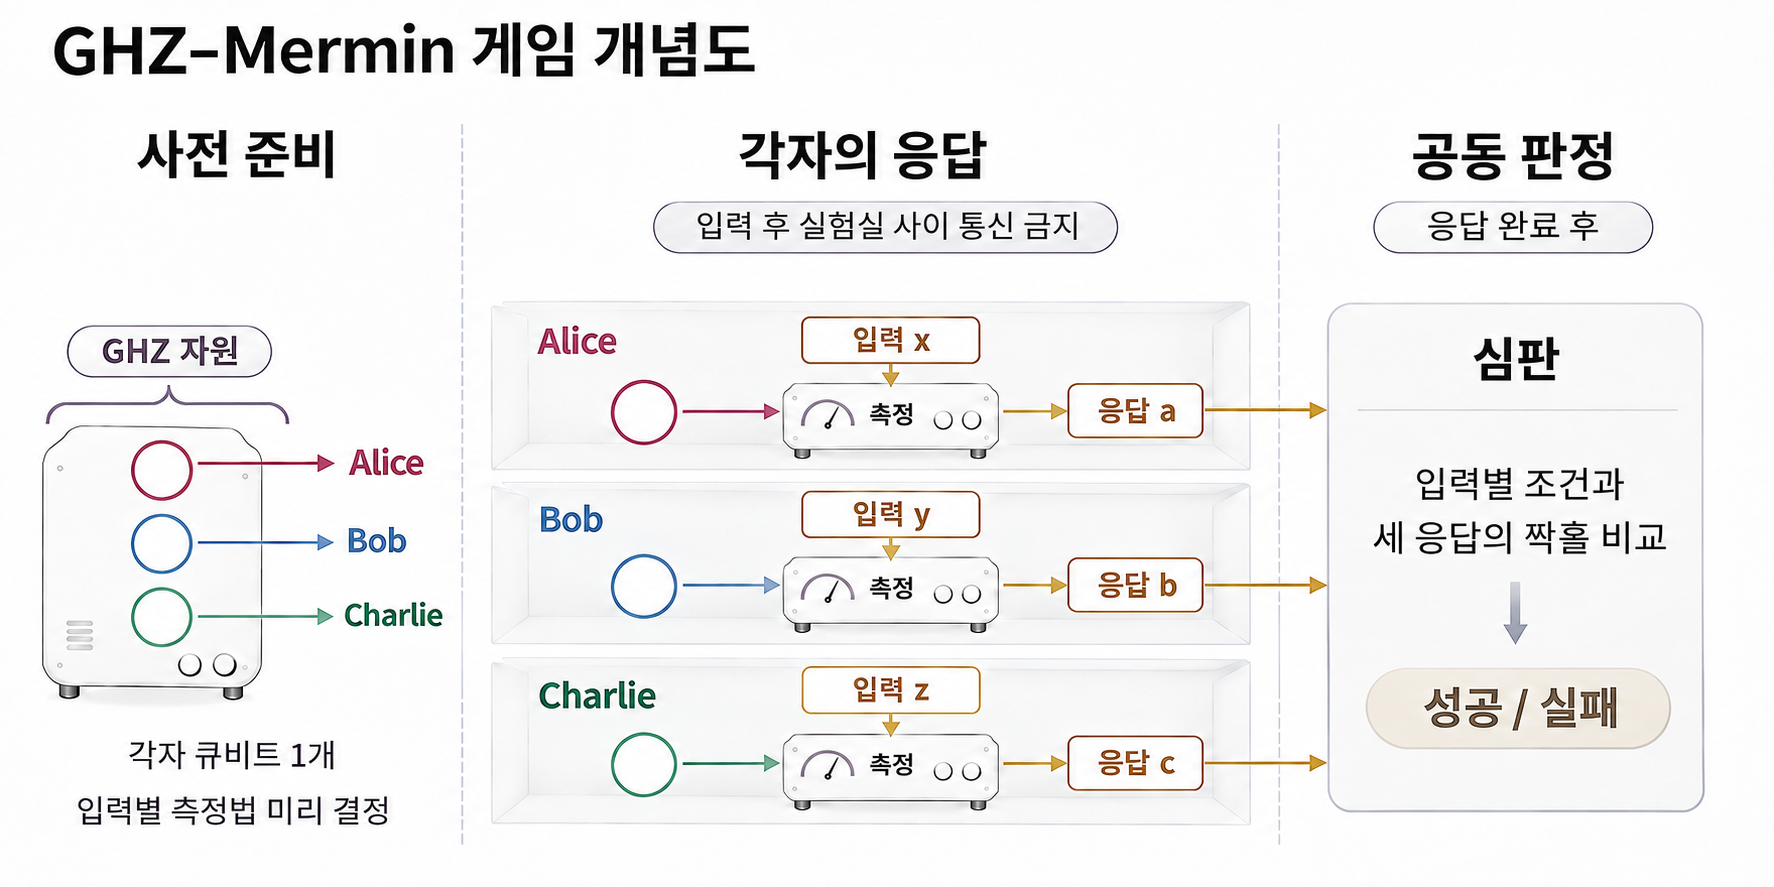 GHZ–Mermin 게임 개념도
사전 준비
GHZ 자원
Alice
Bob
Charlie
각자 큐비트 1개
입력별 측정법 미리 결정
각자의 응답
입력 후 실험실 사이 통신 금지
Alice
입력 x
측정
응답 a
Bob
입력 y
측정
응답 b
Charlie
입력 z
측정
응답 c
공동 판정
응답 완료 후
심판
입력별 조건과
세 응답의 짝홀 비교
성공 / 실패